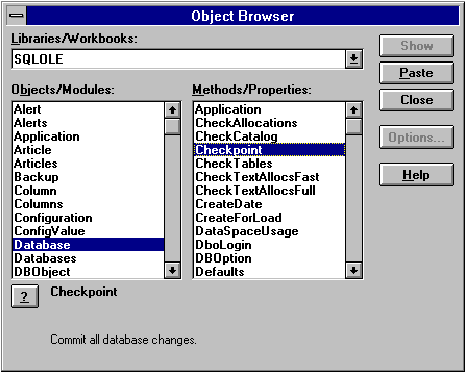 Object Browser
Libraries/Workbooks:
SQLOLE
Show
Paste
Close
Options...
Help
Objects/Modules:
Alert
Alerts
Application
Article
Articles
Backup
Column
Columns
Configuration
ConfigValue
Database
Databases
DBObject
Methods/Properties:
Application
CheckAllocations
CheckCatalog
Checkpoint
CheckTables
CheckTextAllocsFast
CheckTextAllocsFull
CreateDate
CreateForLoad
DataSpaceUsage
DboLogin
DBOption
Defaults
? Checkpoint
Commit all database changes.